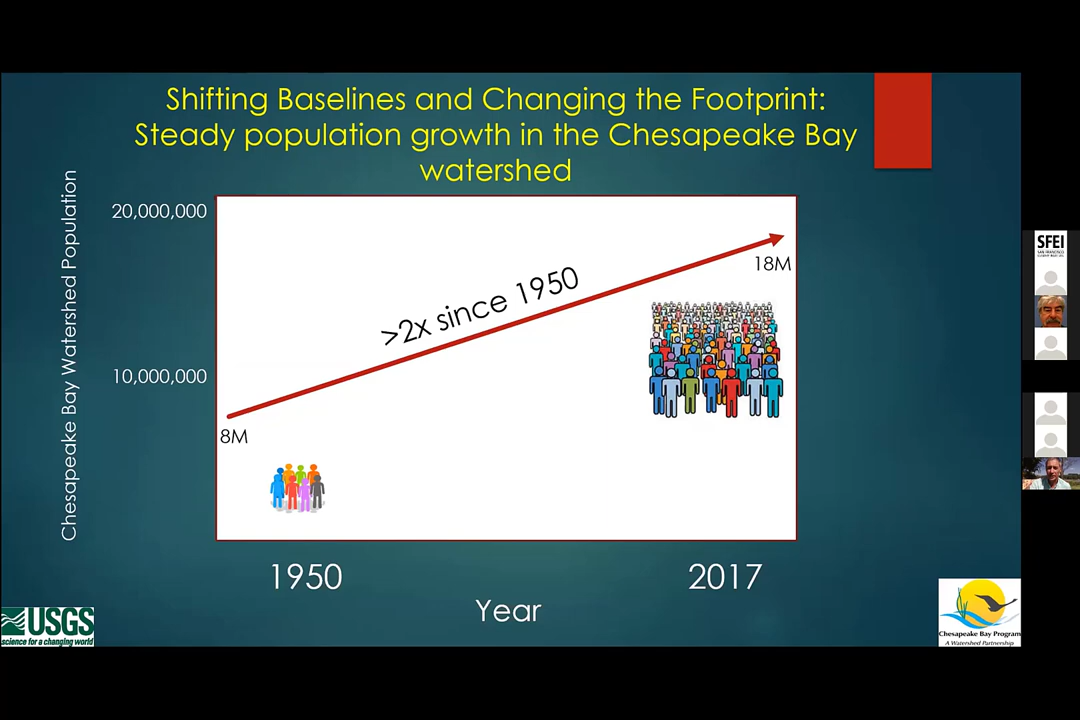 Shifting Baselines and Changing the Footprint:
Steady population growth in the Chesapeake Bay
watershed
Chesapeake Bay Watershed Population
20,000,000
10,000,000
>2x since 1950
18M
8M
1950
2017
Year
USGS
science for a changing world
Chesapeake Bay Program
A Watershed Partnership
SFEI